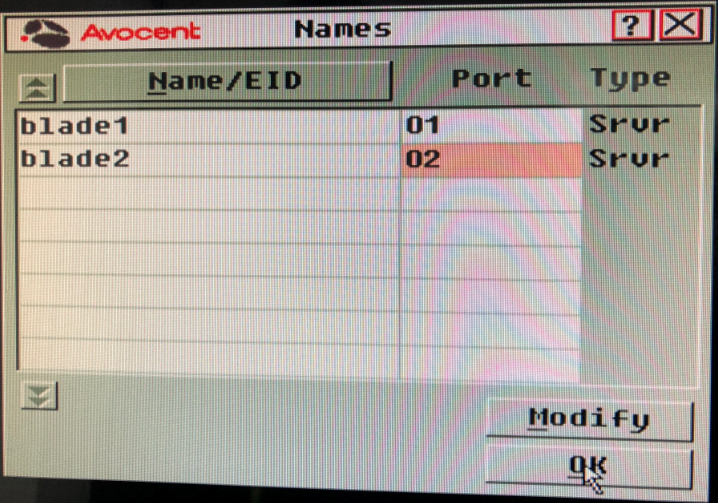 Avocent Names ? X
Name/EID Port Type
blade1 01 Srvr
blade2 02 Srvr
Modify
OK